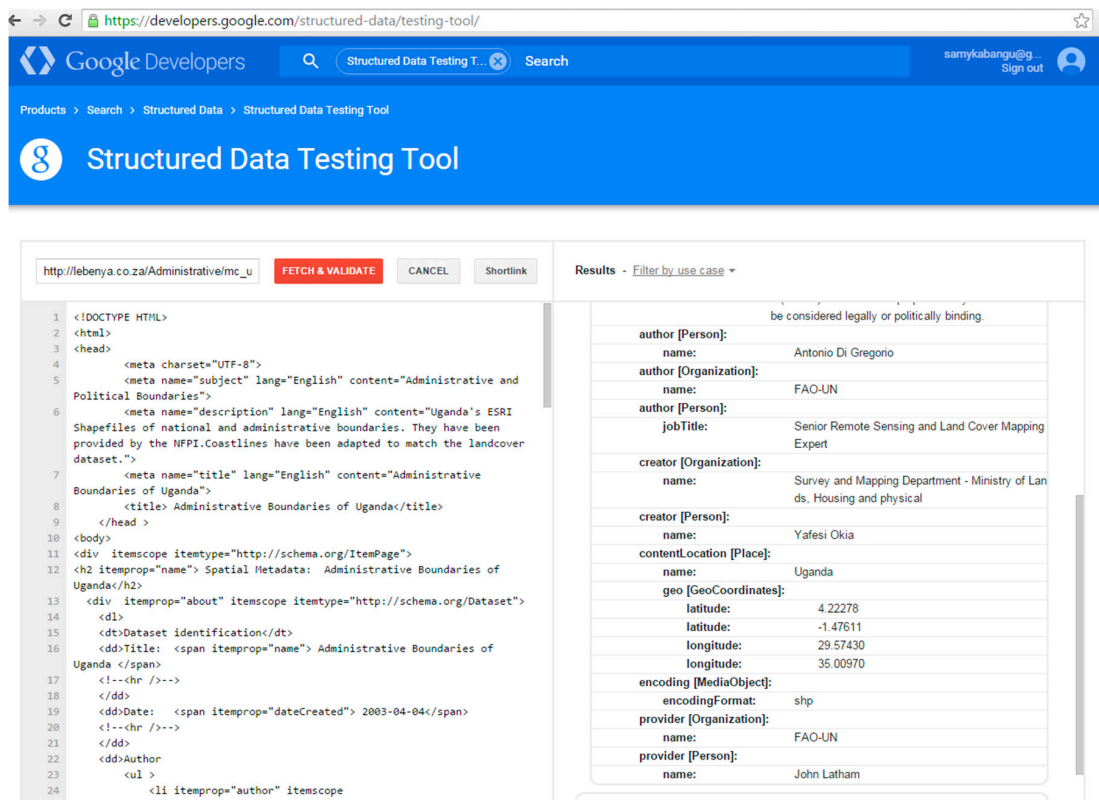 https://developers.google.com/structured-data/testing-tool/
Google Developers
Structured Data Testing T...
Search
samykabangu@g...
Sign out
Products > Search > Structured Data > Structured Data Testing Tool
g
Structured Data Testing Tool
http://lebenya.co.za/Administrative/mc_u
FETCH & VALIDATE
CANCEL
Shortlink
Results - Filter by use case
1 <!DOCTYPE HTML>
2 <html>
3 <head>
4 <meta charset="UTF-8">
5 <meta name="subject" lang="English" content="Administrative and
Political Boundaries">
6 <meta name="description" lang="English" content="Uganda's ESRI
Shapefiles of national and administrative boundaries. They have been
provided by the NFPI.Coastlines have been adapted to match the landcover
dataset.">
7 <meta name="title" lang="English" content="Administrative
Boundaries of Uganda">
8 <title> Administrative Boundaries of Uganda</title>
9 </head >
10 <body>
11 <div itemscope itemtype="http://schema.org/ItemPage">
12 <h2 itemprop="name"> Spatial Metadata: Administrative Boundaries of
Uganda</h2>
13 <div itemprop="about" itemscope itemtype="http://schema.org/Dataset">
14 <dl>
15 <dt>Dataset identification</dt>
16 <dd>Title: <span itemprop="name"> Administrative Boundaries of
Uganda </span>
17 <!--<hr />-->
18 </dd>
19 <dd>Date: <span itemprop="dateCreated"> 2003-04-04</span>
20 <!--<hr />-->
21 </dd>
22 <dd>Author
23 <ul >
24 <li itemprop="author" itemscope
be considered legally or politically binding.
author [Person]:
name: Antonio Di Gregorio
author [Organization]:
name: FAO-UN
author [Person]:
jobTitle: Senior Remote Sensing and Land Cover Mapping
Expert
creator [Organization]:
name: Survey and Mapping Department - Ministry of Lan
ds, Housing and physical
creator [Person]:
name: Yafesi Okia
contentLocation [Place]:
name: Uganda
geo [GeoCoordinates]:
latitude: 4.22278
latitude: -1.47611
longitude: 29.57430
longitude: 35.00970
encoding [MediaObject]:
encodingFormat: shp
provider [Organization]:
name: FAO-UN
provider [Person]:
name: John Latham